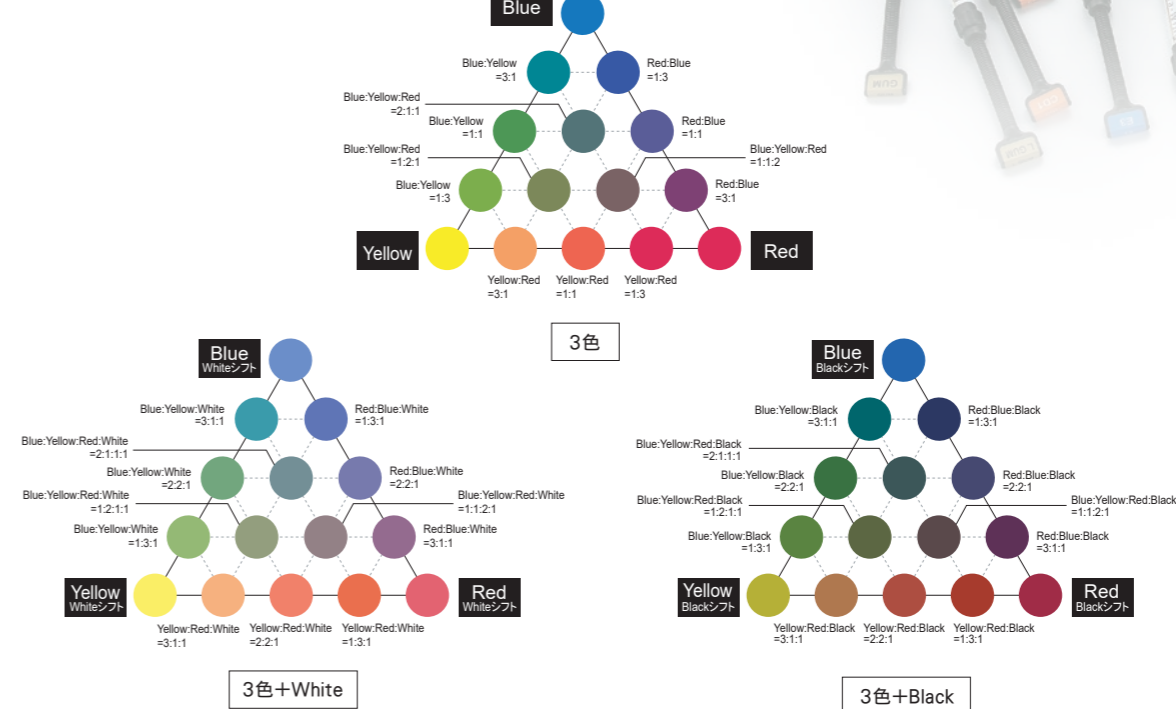 Blue
Blue:Yellow
=3:1
Red:Blue
=1:3
Blue:Yellow:Red
=2:1:1
Blue:Yellow
=1:1
Red:Blue
=1:1
Blue:Yellow:Red
=1:2:1
Blue:Yellow:Red
=1:1:2
Blue:Yellow
=1:3
Red:Blue
=3:1
Yellow
Red
Yellow:Red
=3:1
Yellow:Red
=1:1
Yellow:Red
=1:3
3色
Blue
Whiteシフト
Blue:Yellow:White
=3:1:1
Red:Blue:White
=1:3:1
Blue:Yellow:Red:White
=2:1:1:1
Blue:Yellow:White
=2:2:1
Red:Blue:White
=2:2:1
Blue:Yellow:Red:White
=1:2:1:1
Blue:Yellow:Red:White
=1:1:2:1
Blue:Yellow:White
=1:3:1
Red:Blue:White
=3:1:1
Yellow
Whiteシフト
Red
Whiteシフト
Yellow:Red:White
=3:1:1
Yellow:Red:White
=2:2:1
Yellow:Red:White
=1:3:1
3色＋White
Blue
Blackシフト
Blue:Yellow:Black
=3:1:1
Red:Blue:Black
=1:3:1
Blue:Yellow:Red:Black
=2:1:1:1
Blue:Yellow:Black
=2:2:1
Red:Blue:Black
=2:2:1
Blue:Yellow:Red:Black
=1:2:1:1
Blue:Yellow:Red:Black
=1:1:2:1
Blue:Yellow:Black
=1:3:1
Red:Blue:Black
=3:1:1
Yellow
Blackシフト
Red
Blackシフト
Yellow:Red:Black
=3:1:1
Yellow:Red:Black
=2:2:1
Yellow:Red:Black
=1:3:1
3色＋Black
GUM